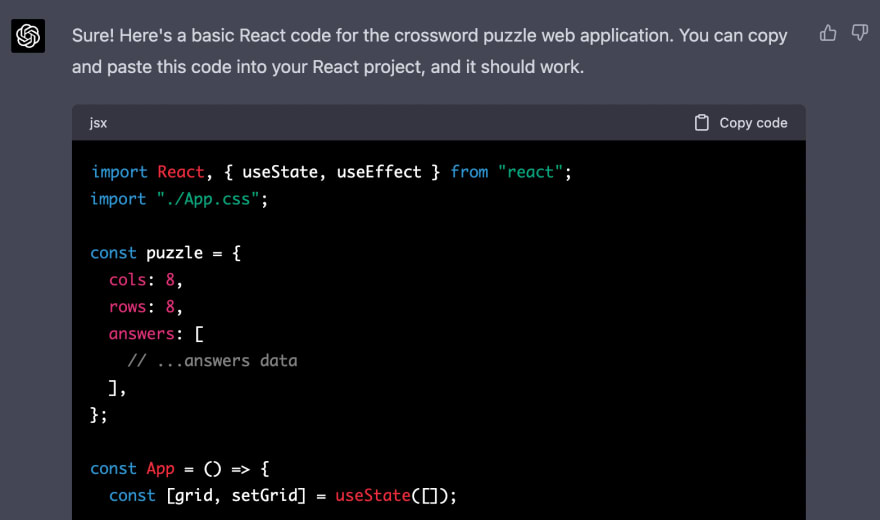 Sure! Here's a basic React code for the crossword puzzle web application. You can copy
and paste this code into your React project, and it should work.
jsx
Copy code
import React, { useState, useEffect } from "react";
import "./App.css";
const puzzle = {
cols: 8,
rows: 8,
answers: [
// ...answers data
],
};
const App = () => {
const [grid, setGrid] = useState([]);